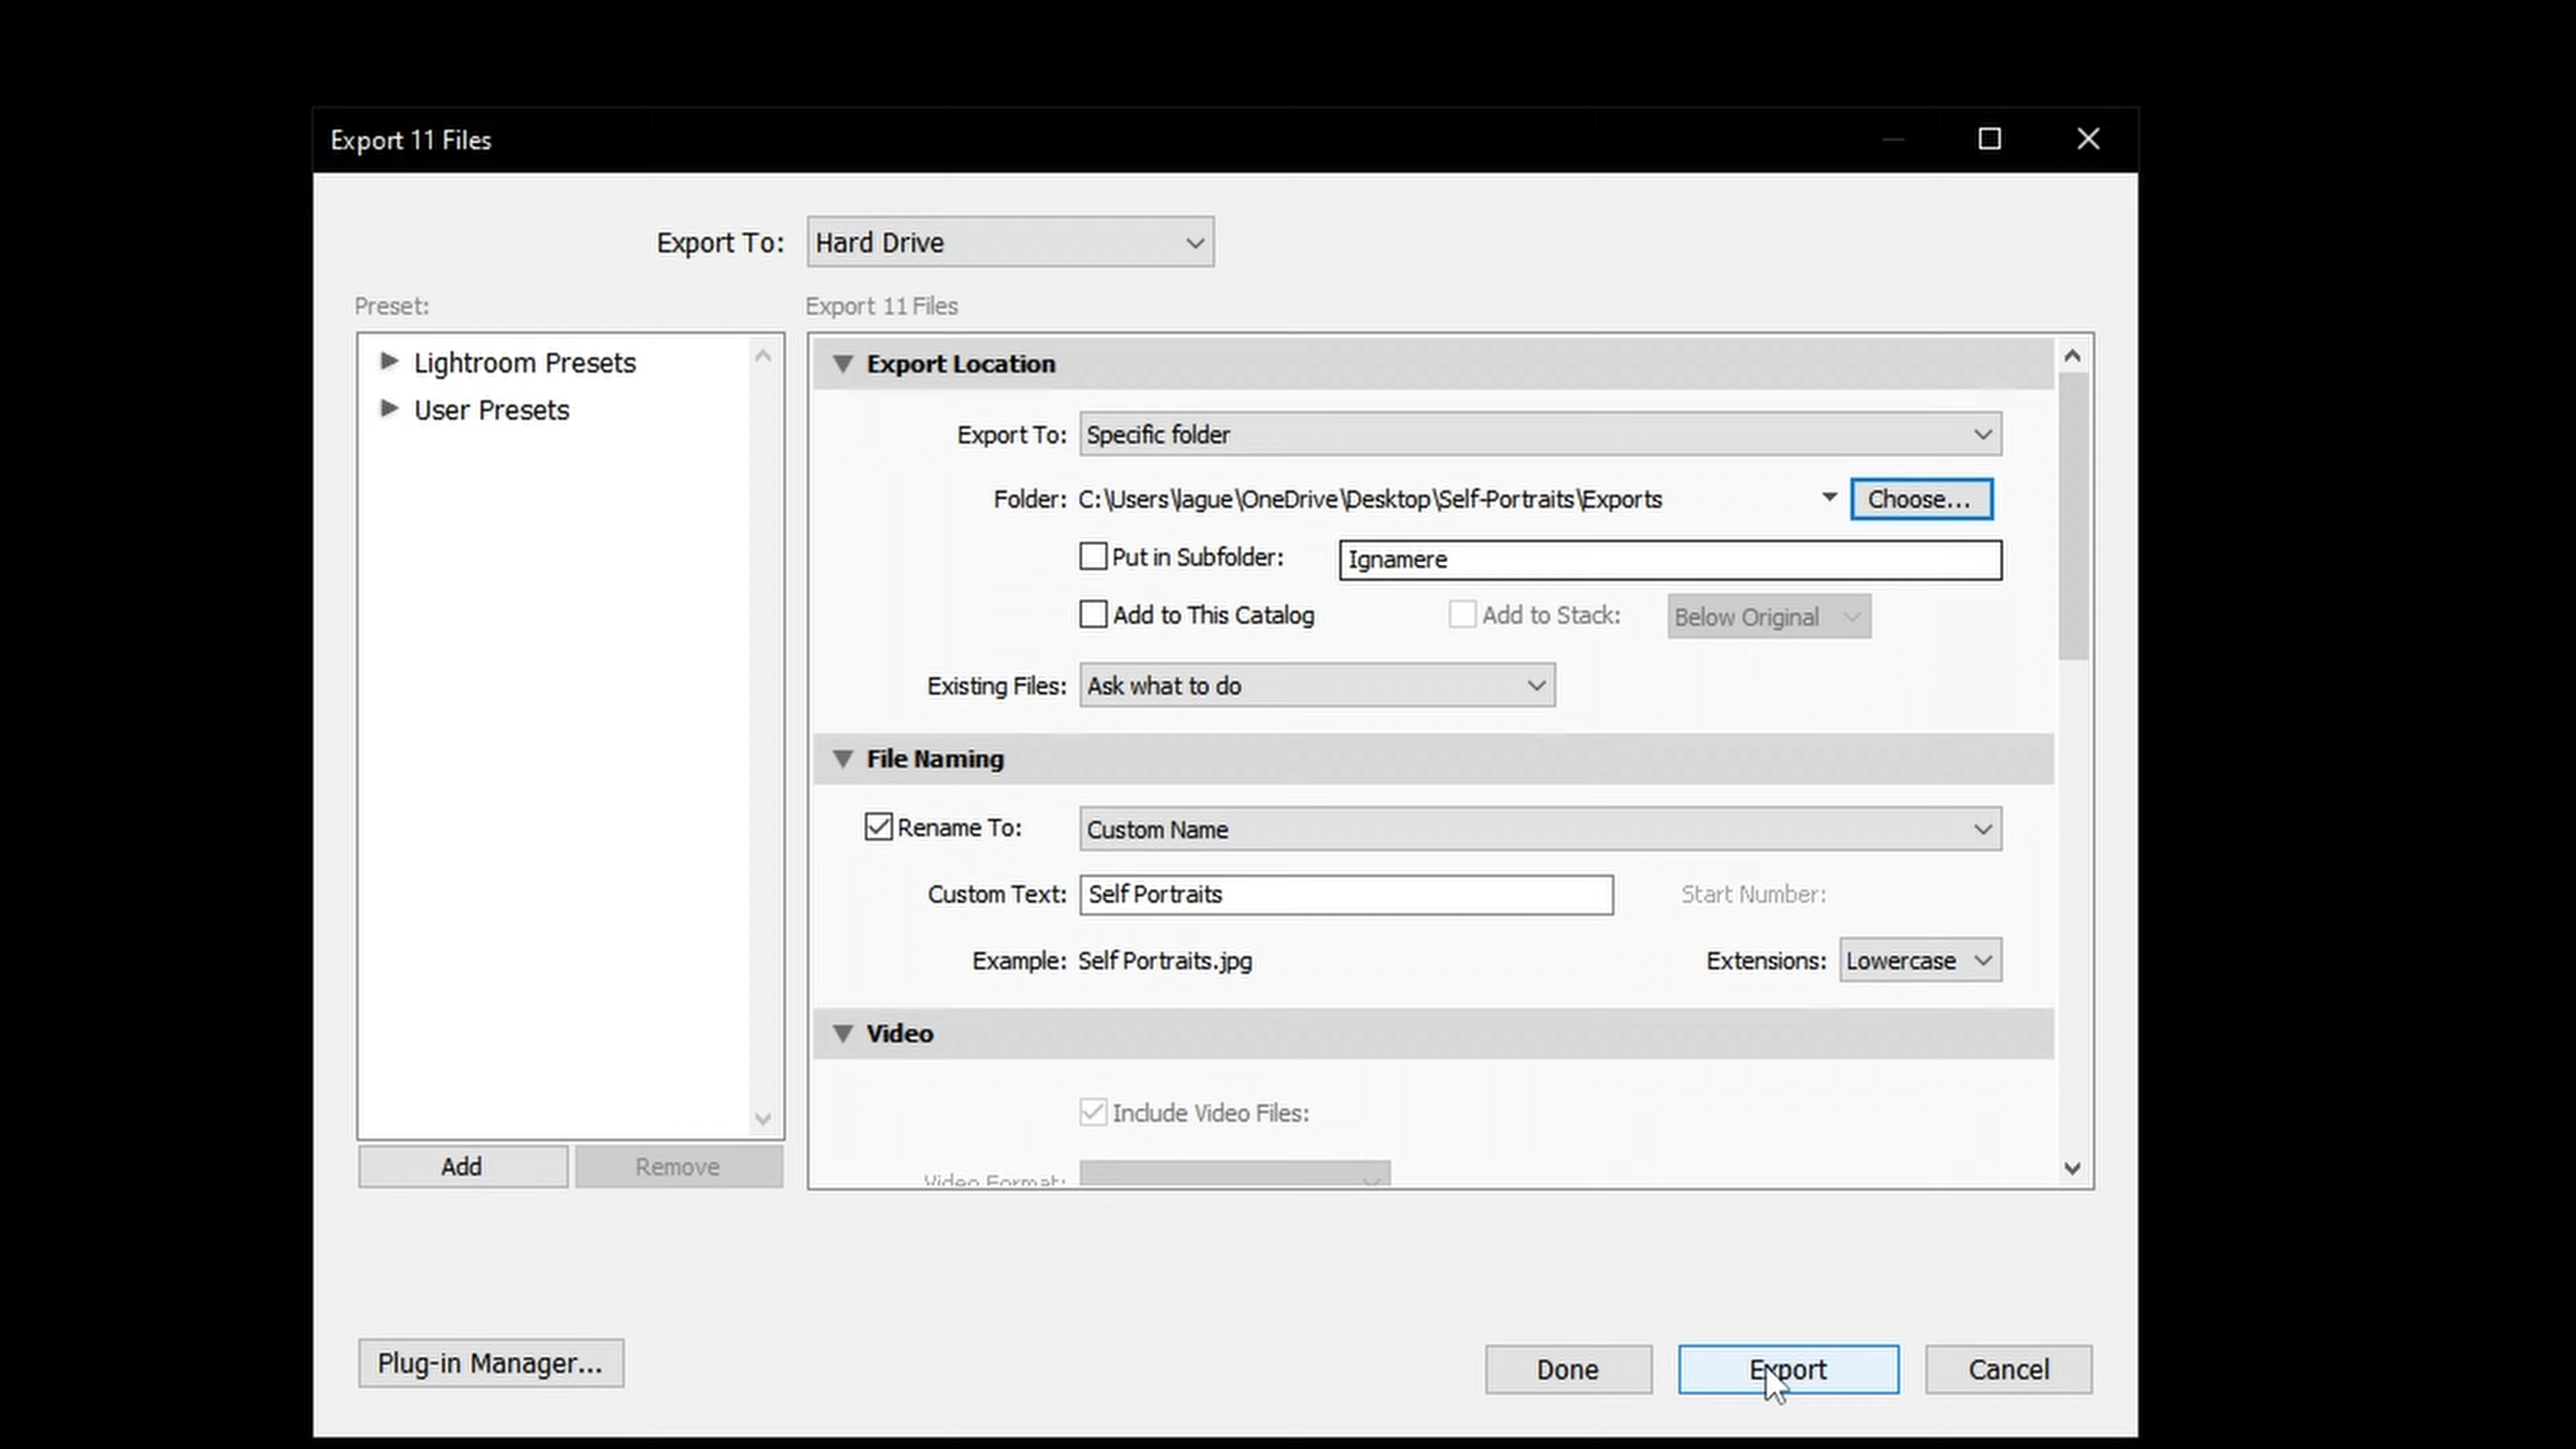 Export 11 Files
Export To: Hard Drive
Preset:
Lightroom Presets
User Presets
Add Remove
Export 11 Files
Export Location
Export To: Specific folder
Folder: C:\Users\lague\OneDrive\Desktop\Self-Portraits\Exports Choose...
Put in Subfolder: Ignamere
Add to This Catalog Add to Stack: Below Original
Existing Files: Ask what to do
File Naming
Rename To: Custom Name
Custom Text: Self Portraits Start Number:
Example: Self Portraits.jpg Extensions: Lowercase
Video
Include Video Files:
Video Format:
Plug-in Manager... Done Export Cancel